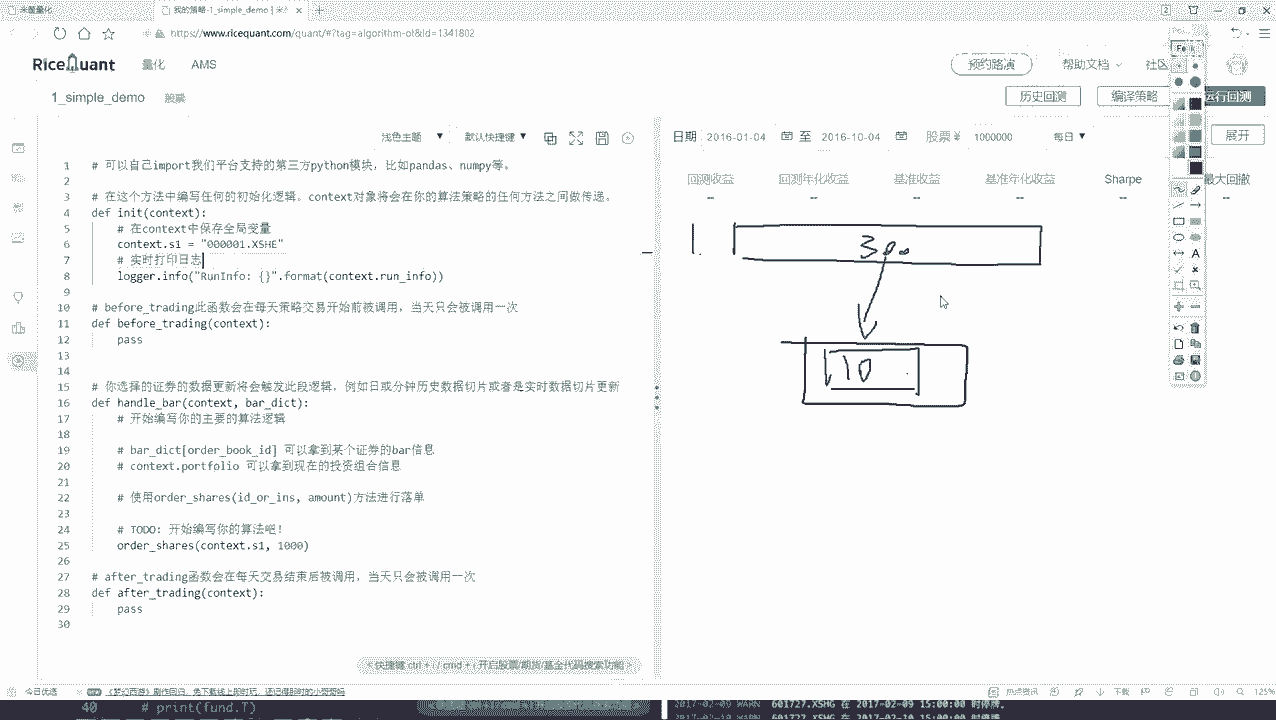 米筐量化
我的策略-1_simple_demo
https://www.ricequant.com/quant/#?tag=algorithm-ot&id=1341802
RiceQuant 量化 AMS 预约路演 帮助文档 社区
1_simple_demo 股票 历史回测 编译策略 运行回测
浅色主题 默认快捷键 日期 2016-01-04 至 2016-10-04 股票 ¥ 1000000 每日 展开
回测收益 回测年化收益 基准收益 基准年化收益 Sharpe 最大回撤
-- -- -- -- -- --
1 # 可以自己import我们平台支持的第三方python模块，比如pandas、numpy等。
2
3 # 在这个方法中编写任何的初始化逻辑。context对象将会在你的算法策略的任何方法之间做传递。
4 def init(context):
5 # 在context中保存全局变量
6 context.s1 = "000001.XSHE"
7 # 实时打印日志
8 logger.info("RunInfo: {}".format(context.run_info))
9
10 # before_trading此函数会在每天策略交易开始前被调用，当天只会被调用一次
11 def before_trading(context):
12 pass
13
14
15 # 你选择的证券的数据更新将会触发此段逻辑，例如日或分钟历史数据切片或者是实时数据切片更新
16 def handle_bar(context, bar_dict):
17 # 开始编写你的主要的算法逻辑
18
19 # bar_dict[order_book_id] 可以拿到某个证券的bar信息
20 # context.portfolio 可以拿到现在的投资组合信息
21
22 # 使用order_shares(id_or_ins, amount)方法进行落单
23
24 # TODO: 开始编写你的算法吧！
25 order_shares(context.s1, 1000)
26
27 # after_trading函数会在每天交易结束后被调用，当天只会被调用一次
28 def after_trading(context):
29 pass
30
1.
300
10
快捷键 ctrl + i / cmd + i 开启股票/期货/基金代码搜索功能
今日优选
热点资讯 下载 125%
40 # print(fund.T)
2017-02-09 WARN 601727.XSHG 在 2017-02-09 15:00:00 时停牌。